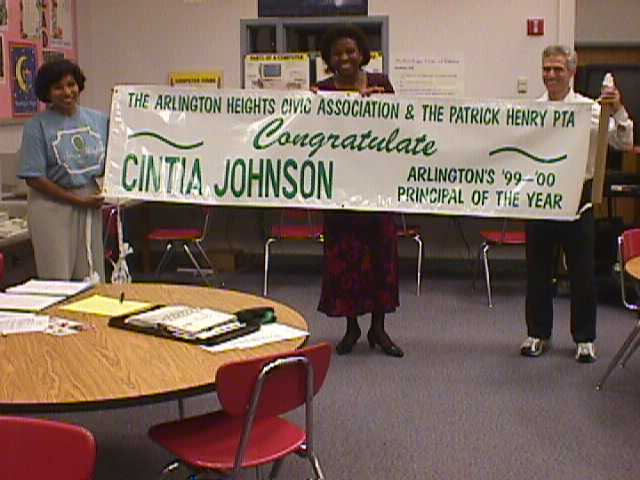 PARTS OF A COMPUTER
THE ARLINGTON HEIGHTS CIVIC ASSOCIATION & THE PATRICK HENRY PTA
Congratulate
CINTIA JOHNSON
ARLINGTON'S '99-'00
PRINCIPAL OF THE YEAR